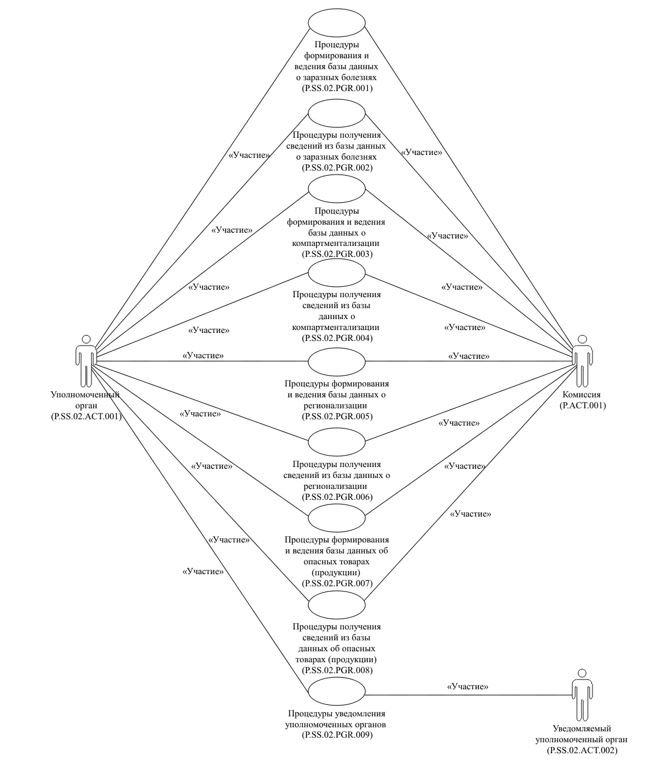 Процедуры
формирования и
ведения базы данных
о заразных болезнях
(P.SS.02.PGR.001)
«Участие»
«Участие»
Процедуры получения
сведений из базы данных
о заразных болезнях
(P.SS.02.PGR.002)
«Участие»
«Участие»
Процедуры
формирования и ведения
базы данных о
компартментализации
(P.SS.02.PGR.003)
«Участие»
«Участие»
Процедуры получения
сведений из базы
данных о
компартментализации
(P.SS.02.PGR.004)
«Участие»
«Участие»
«Участие»
«Участие»
Уполномоченный
орган
(P.SS.02.ACT.001)
Комиссия
(P.ACT.001)
Процедуры формирования
и ведения базы данных о
регионализации
(P.SS.02.PGR.005)
«Участие»
«Участие»
Процедуры получения
сведений из базы данных о
регионализации
(P.SS.02.PGR.006)
«Участие»
«Участие»
Процедуры формирования
и ведения базы данных об
опасных товарах
(продукции)
(P.SS.02.PGR.007)
«Участие»
«Участие»
«Участие»
Процедуры получения
сведений из базы
данных об опасных
товарах (продукции)
(P.SS.02.PGR.008)
«Участие»
Процедуры уведомления
уполномоченных органов
(P.SS.02.PGR.009)
Уведомляемый
уполномоченный орган
(P.SS.02.ACT.002)